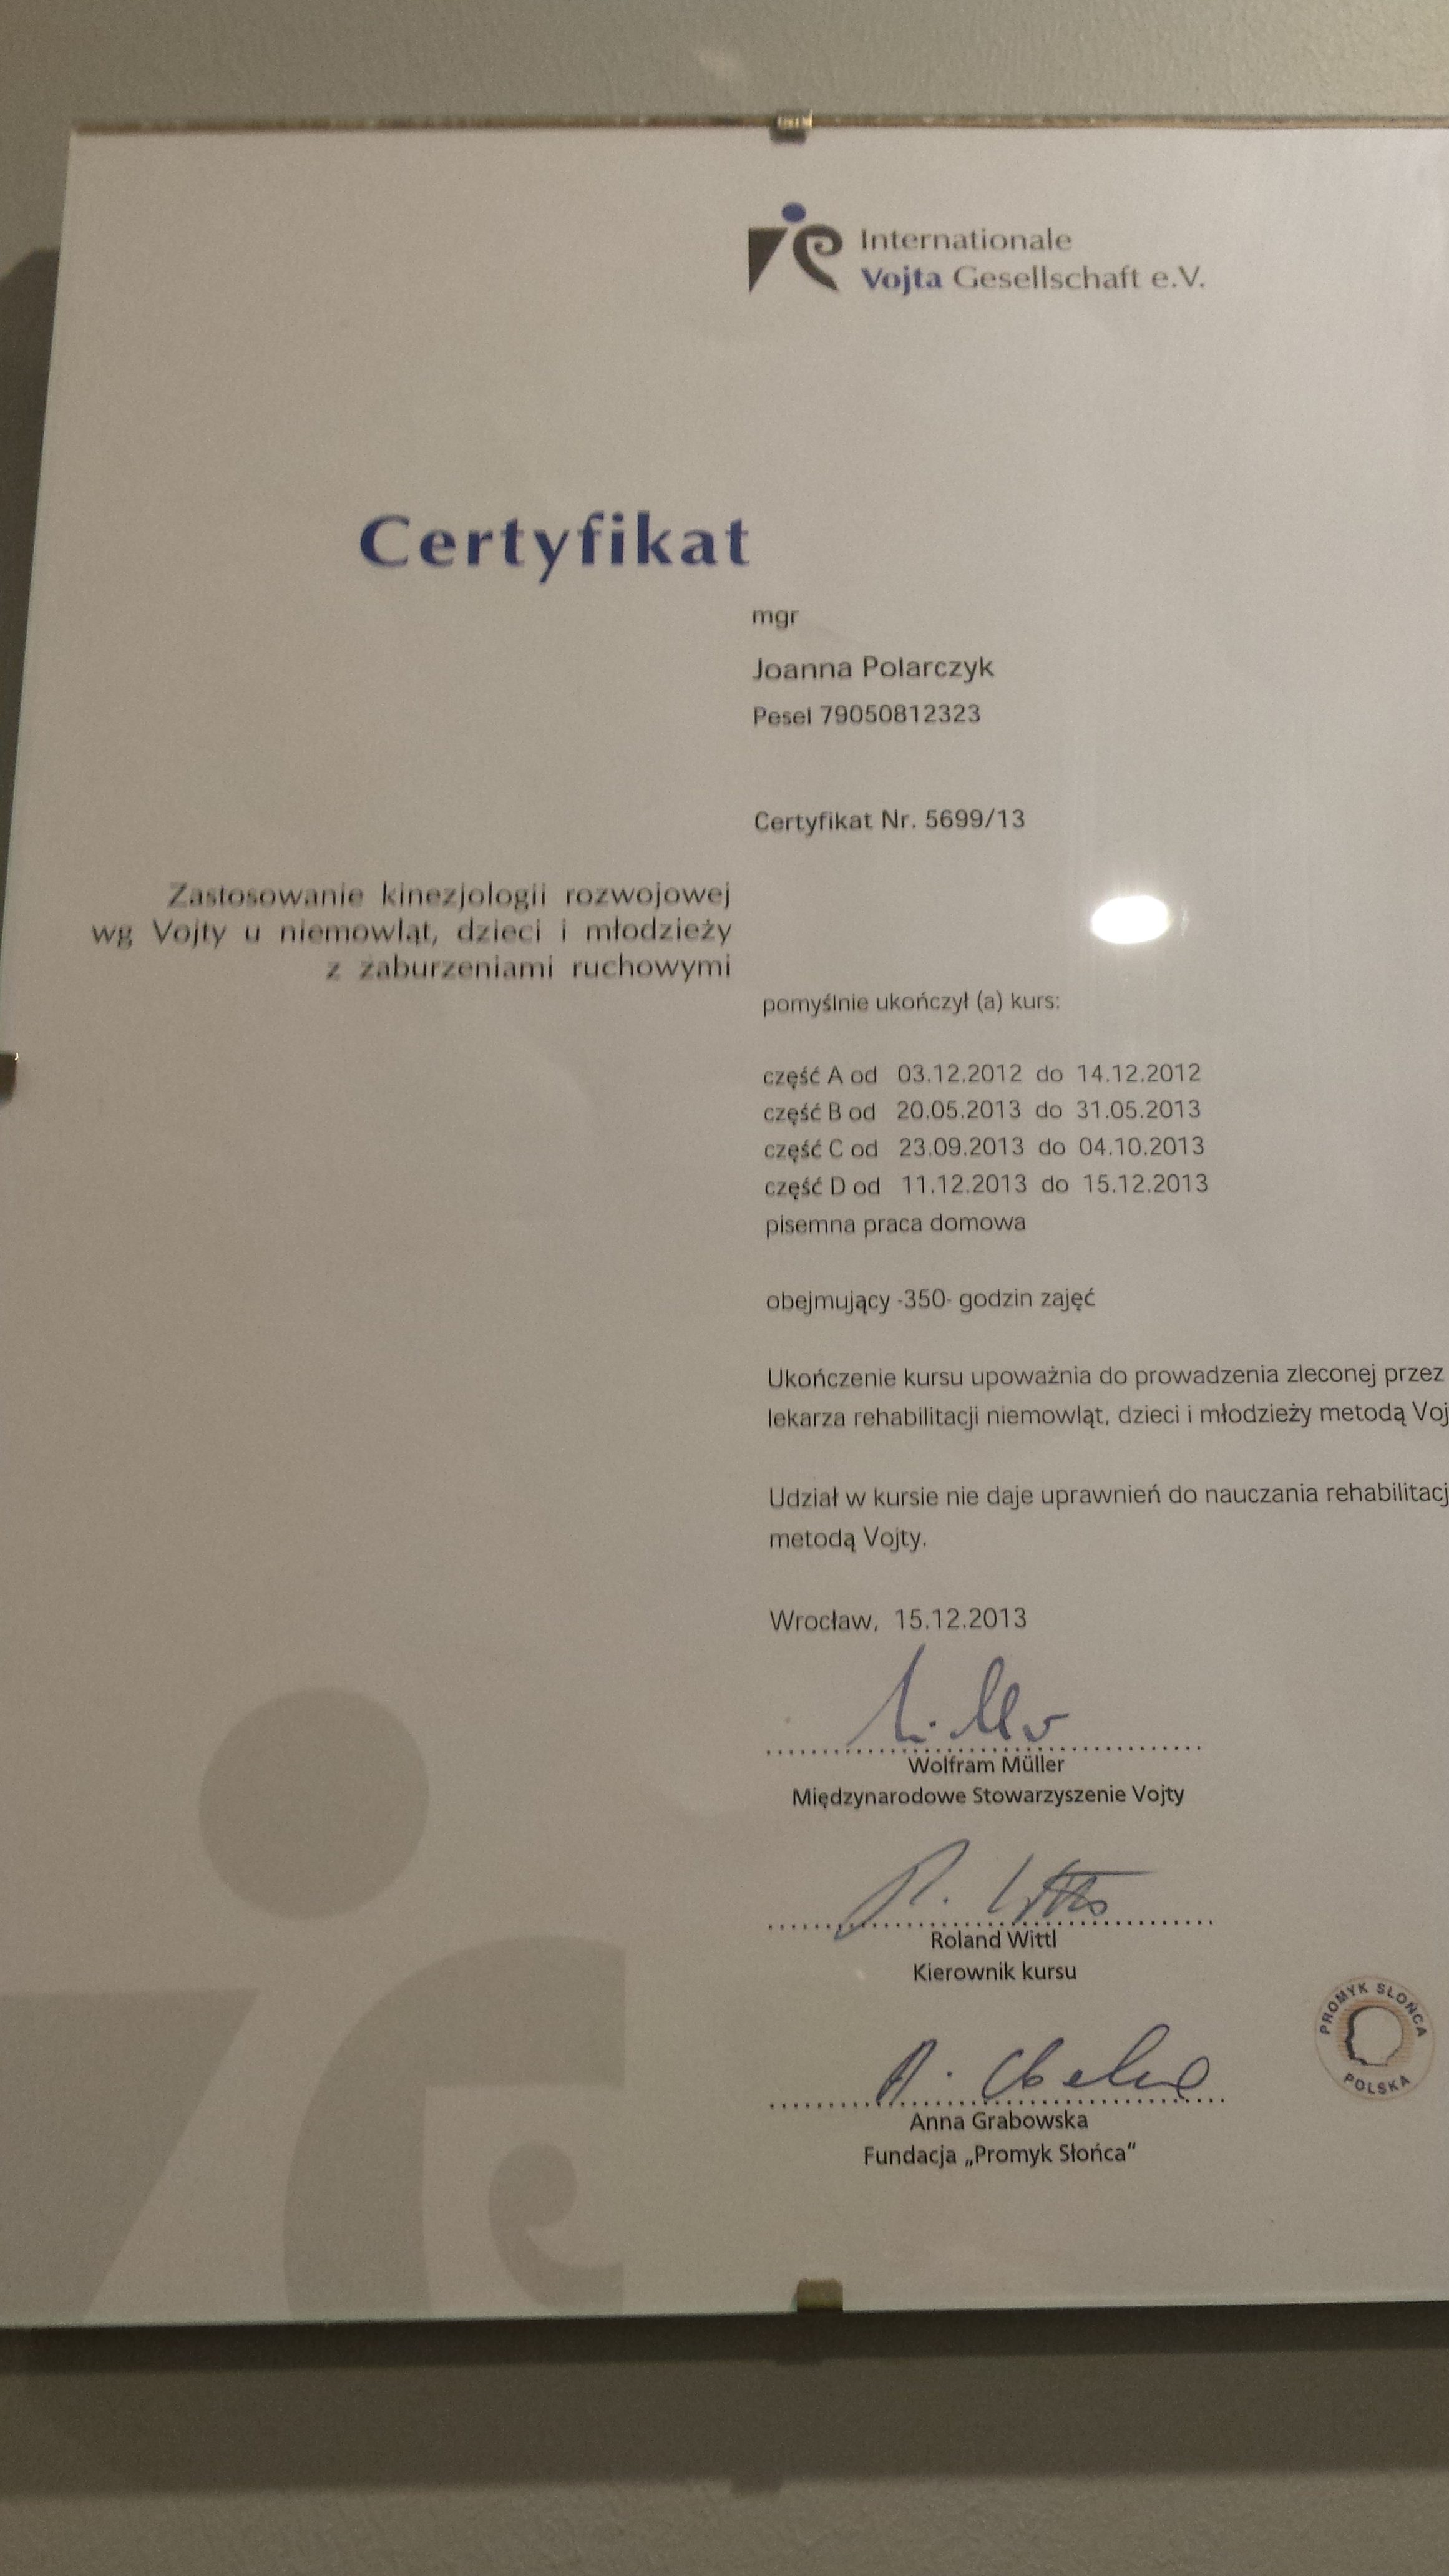 Internationale
Vojta Gesellschaft e.V.
Certyfikat
mgr
Joanna Polarczyk
Pesel 79050812323
Certyfikat Nr. 5699/13
Zastosowanie kinezjologii rozwojowej
wg Vojty u niemowląt, dzieci i młodzieży
z zaburzeniami ruchowymi
pomyślnie ukończył (a) kurs:
część A od 03.12.2012 do 14.12.2012
część B od 20.05.2013 do 31.05.2013
część C od 23.09.2013 do 04.10.2013
część D od 11.12.2013 do 15.12.2013
pisemna praca domowa
obejmujący -350- godzin zajęć
Ukończenie kursu upoważnia do prowadzenia zleconej przez
lekarza rehabilitacji niemowląt, dzieci i młodzieży metodą Voj
Udział w kursie nie daje uprawnień do nauczania rehabilitacj
metodą Vojty.
Wrocław, 15.12.2013
Wolfram Müller
Międzynarodowe Stowarzyszenie Vojty
Roland Wittl
Kierownik kursu
Anna Grabowska
Fundacja „Promyk Słońca“
PROMYK SŁOŃCA
POLSKA